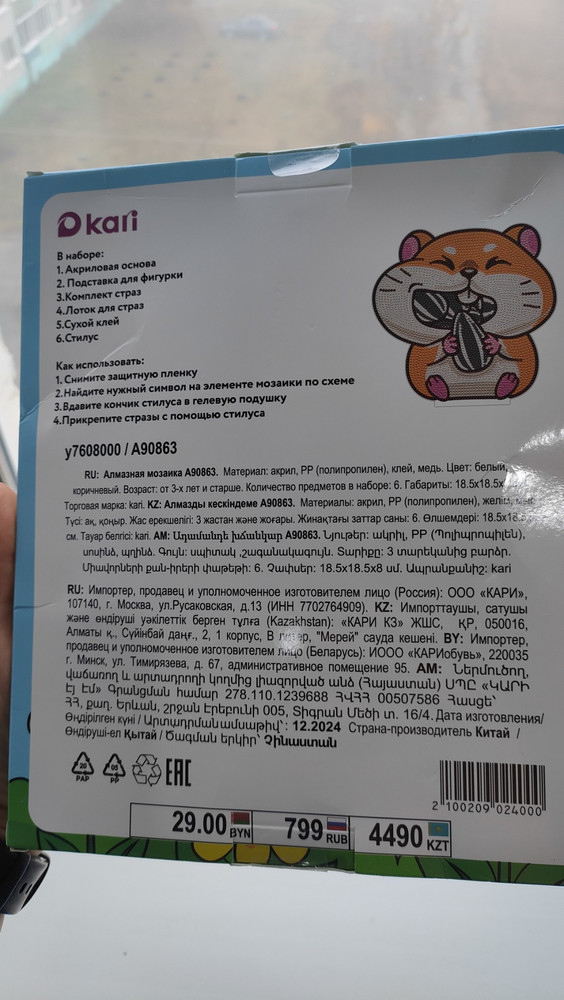 kari
В наборе:
1. Акриловая основа
2. Подставка для фигурки
3.Комплект страз
4.Лоток для страз
5.Сухой клей
6.Стилус
Как использовать:
1. Снимите защитную пленку
2.Найдите нужный символ на элементе мозаики по схеме
3.Вдавите кончик стилуса в гелевую подушку
4.Прикрепите стразы с помощью стилуса
y7608000 / A90863
RU: Алмазная мозаика A90863. Материал: акрил, PP (полипропилен), клей, медь. Цвет: белый,
коричневый. Возраст: от 3-х лет и старше. Количество предметов в наборе: 6. Габариты: 18.5x18.5x
Торговая марка: kari. KZ: Алмазды кескіндеме A90863. Материалы: акрил, PP (полипропилен), желім,
Түсі: ақ, қоңыр. Жас ерекшелігі: 3 жастан және жоғары. Жинақтағы заттар саны: 6. Өлшемдері: 18.5x18.5x
см. Тауар белгісі: kari. AM: Ադամանդե խճանկար A90863. Նյութեր: ակրիլ, PP (Պոլիպրոպիլեն),
սոսինձ, պղինձ. Գույն: սպիտակ ,շագանակագույն. Տարիքը: 3 տարեկանից բարձր.
Միավորների քան-իրերի փաթեթի: 6. Չափսեր: 18.5x18.5x8 սմ. Ապրանքանիշ: kari
RU: Импортер, продавец и уполномоченное изготовителем лицо (Россия): ООО «КАРИ»,
107140, г. Москва, ул.Русаковская, д.13 (ИНН 7702764909). KZ: Импорттаушы, сатушы
және өндіруші уәкілеттік берген тұлға (Kazakhstan): «КАРИ КЗ» ЖШС, ҚР, 050016,
Алматы қ., Сүйінбай даңғ., 2, 1 корпус, В литер, "Мерей" сауда кешені. BY: Импортер,
продавец и уполномоченное изготовителем лицо (Беларусь): ИООО «КАРИобувь», 220035
г. Минск, ул. Тимирязева, д. 67, административное помещение 95. AM: Ներմուծող,
վաճառող և արտադրողի կողմից լիազորված անձ (Հայաստան) ՍՊԸ «ԿԱՐԻ
Էյ Էմ» Գրանցման համար 278.110.1239688 ՀՎՀՀ 00507586 Հասցե՝
ՀՀ, քաղ. Երևան, շրջան Էրեբունի 005, Տիգրան Մեծի տ. 16/4. Дата изготовления/
Өндірілген күні / Արտադրմանամսաթիվ՝ : 12.2024 Страна-производитель Китай /
Өндіруші-ел Қытай / Ծագման երկիր՝ Չինաստան
20 PAP
05 PP
EAC
2 100209 024000
29.00 BYN 799 RUB 4490 KZT